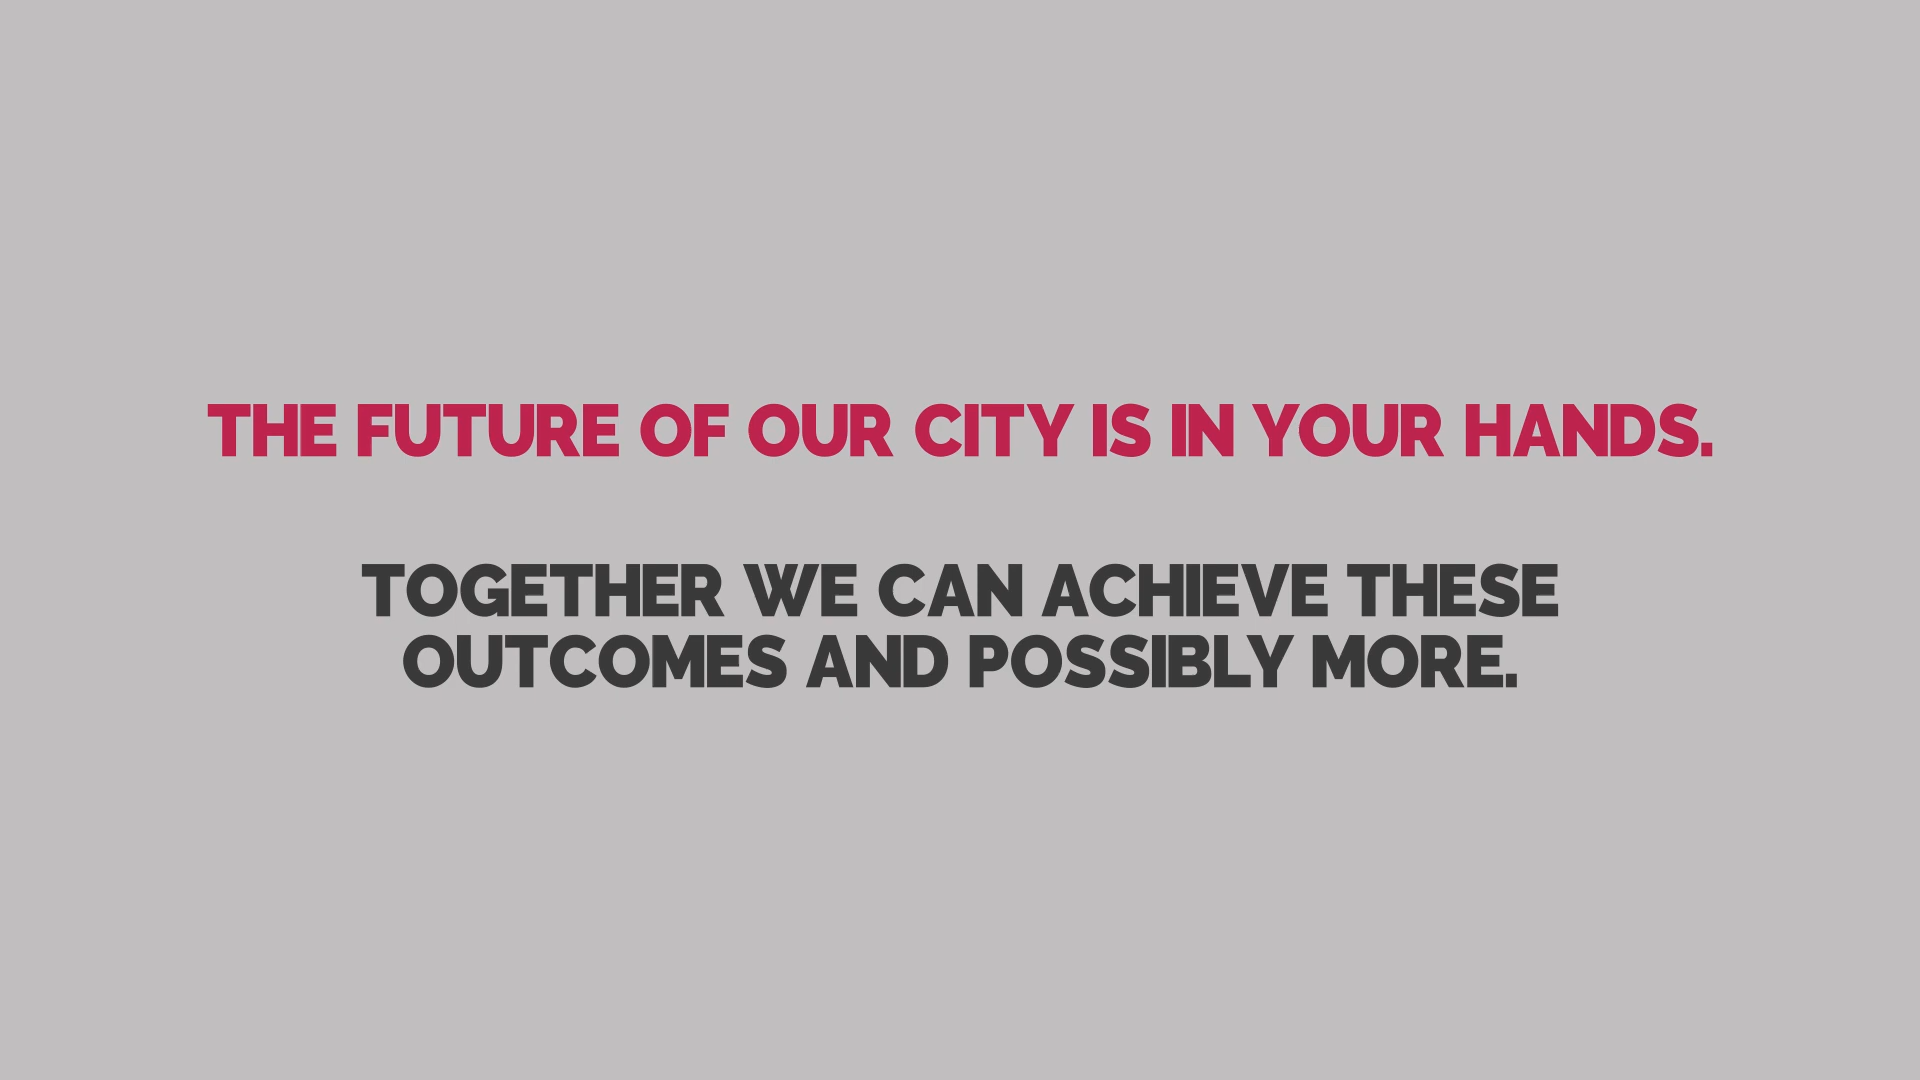 THE FUTURE OF OUR CITY IS IN YOUR HANDS.
TOGETHER WE CAN ACHIEVE THESE
OUTCOMES AND POSSIBLY MORE.